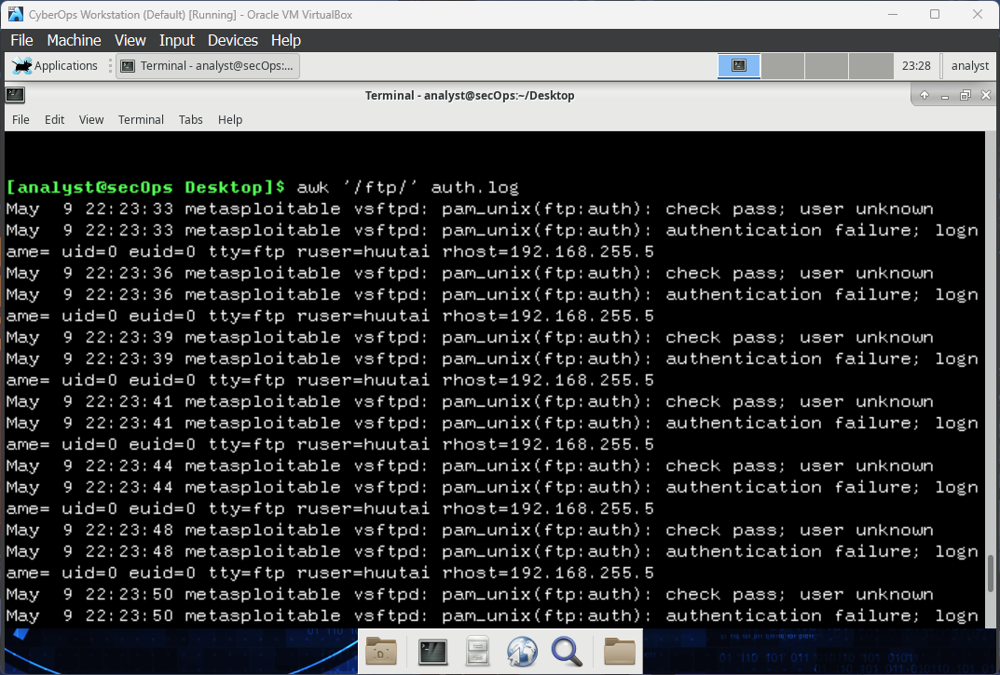 CyberOps Workstation (Default) [Running] - Oracle VM VirtualBox
File Machine View Input Devices Help
Applications Terminal - analyst@secOps:... 23:28 analyst
Terminal - analyst@secOps:~/Desktop
File Edit View Terminal Tabs Help
[analyst@secOps Desktop]$ awk '/ftp/' auth.log
May  9 22:23:33 metasploitable vsftpd: pam_unix(ftp:auth): check pass; user unknown
May  9 22:23:33 metasploitable vsftpd: pam_unix(ftp:auth): authentication failure; logn
ame= uid=0 euid=0 tty=ftp ruser=huutai rhost=192.168.255.5
May  9 22:23:36 metasploitable vsftpd: pam_unix(ftp:auth): check pass; user unknown
May  9 22:23:36 metasploitable vsftpd: pam_unix(ftp:auth): authentication failure; logn
ame= uid=0 euid=0 tty=ftp ruser=huutai rhost=192.168.255.5
May  9 22:23:39 metasploitable vsftpd: pam_unix(ftp:auth): check pass; user unknown
May  9 22:23:39 metasploitable vsftpd: pam_unix(ftp:auth): authentication failure; logn
ame= uid=0 euid=0 tty=ftp ruser=huutai rhost=192.168.255.5
May  9 22:23:41 metasploitable vsftpd: pam_unix(ftp:auth): check pass; user unknown
May  9 22:23:41 metasploitable vsftpd: pam_unix(ftp:auth): authentication failure; logn
ame= uid=0 euid=0 tty=ftp ruser=huutai rhost=192.168.255.5
May  9 22:23:44 metasploitable vsftpd: pam_unix(ftp:auth): check pass; user unknown
May  9 22:23:44 metasploitable vsftpd: pam_unix(ftp:auth): authentication failure; logn
ame= uid=0 euid=0 tty=ftp ruser=huutai rhost=192.168.255.5
May  9 22:23:48 metasploitable vsftpd: pam_unix(ftp:auth): check pass; user unknown
May  9 22:23:48 metasploitable vsftpd: pam_unix(ftp:auth): authentication failure; logn
ame= uid=0 euid=0 tty=ftp ruser=huutai rhost=192.168.255.5
May  9 22:23:50 metasploitable vsftpd: pam_unix(ftp:auth): check pass; user unknown
May  9 22:23:50 metasploitable vsftpd: pam_unix(ftp:auth): authentication failure; logn